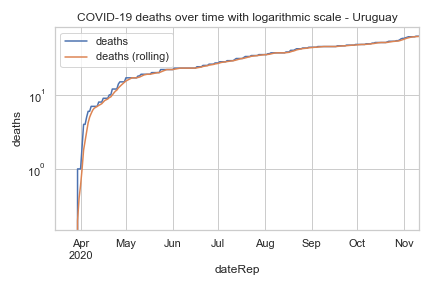 COVID-19 deaths over time with logarithmic scale - Uruguay
deaths
deaths (rolling)
deaths
10¹
10⁰
Apr May Jun Jul Aug Sep Oct Nov
2020
dateRep